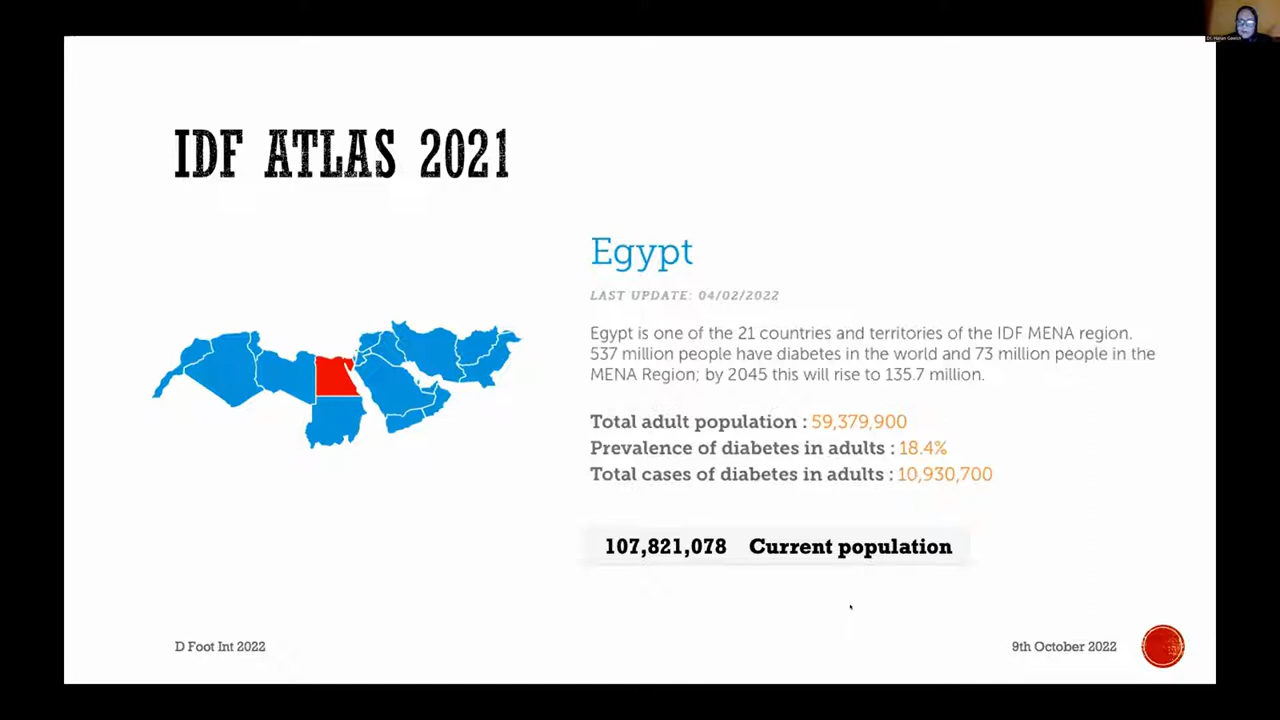 IDF ATLAS 2021
Egypt
LAST UPDATE: 04/02/2022
Egypt is one of the 21 countries and territories of the IDF MENA region.
537 million people have diabetes in the world and 73 million people in the
MENA Region; by 2045 this will rise to 135.7 million.
Total adult population : 59,379,900
Prevalence of diabetes in adults : 18.4%
Total cases of diabetes in adults : 10,930,700
107,821,078 Current population
D Foot Int 2022
9th October 2022